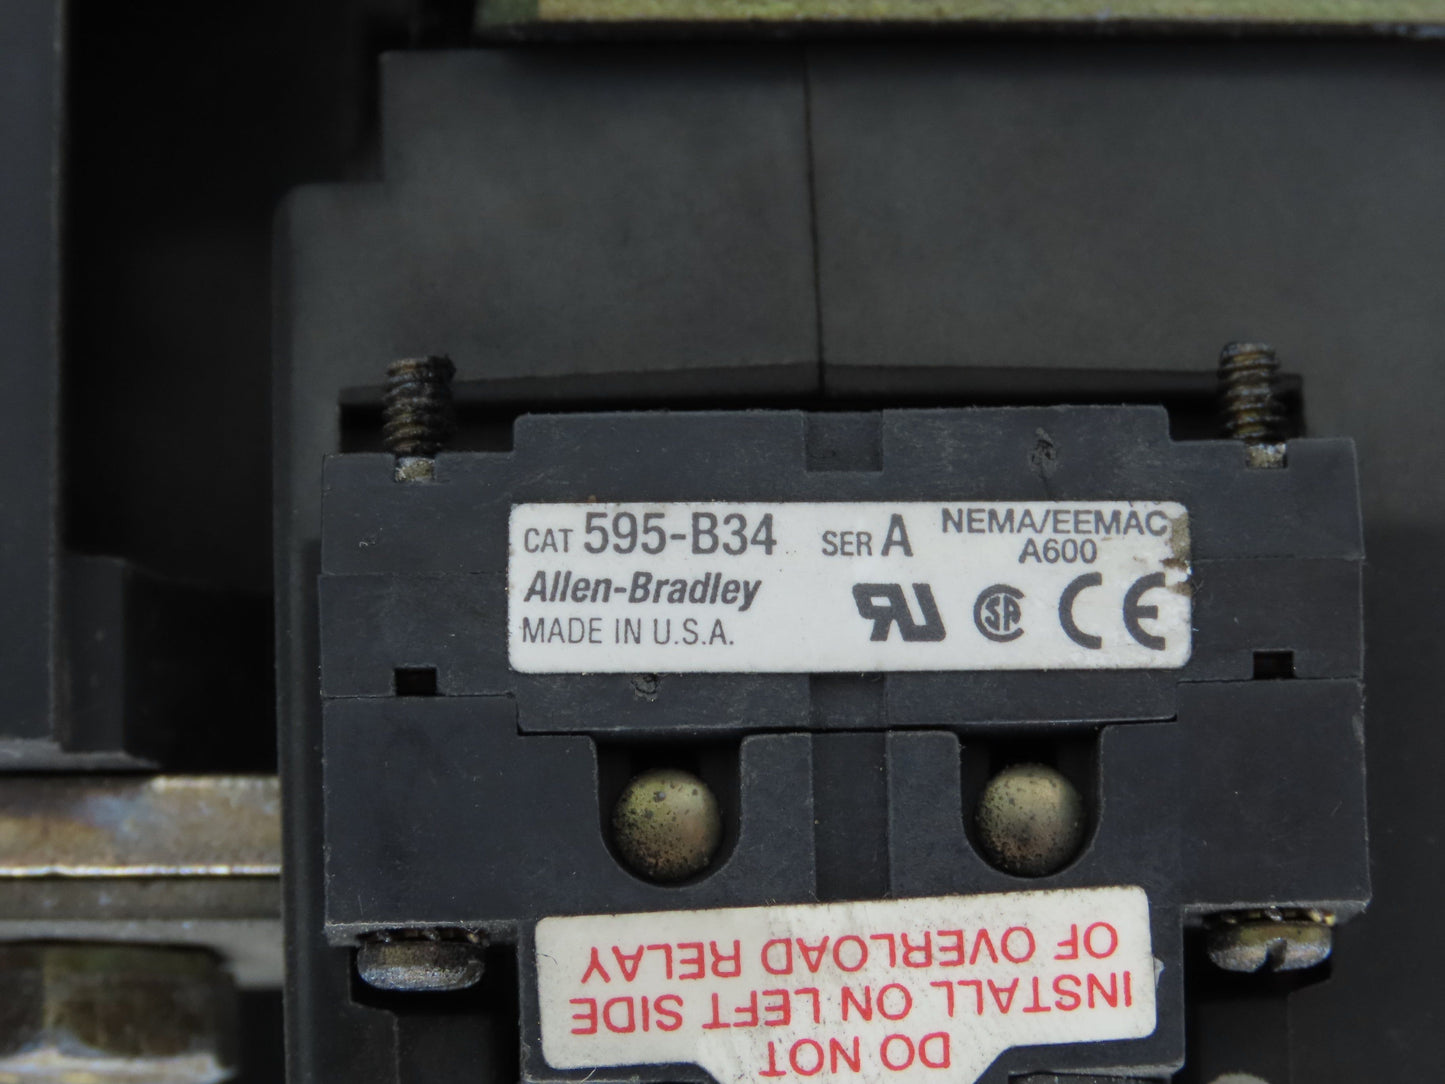 CAT 595-B34 SER A NEMA/EEMAC
A600
Allen-Bradley
MADE IN U.S.A.
DO NOT
INSTALL ON LEFT SIDE
OF OVERLOAD RELAY